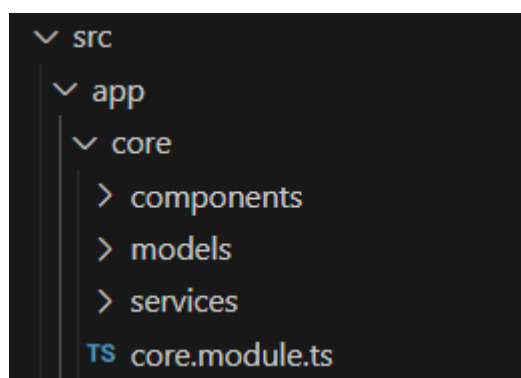 src
app
core
components
models
services
TS core.module.ts